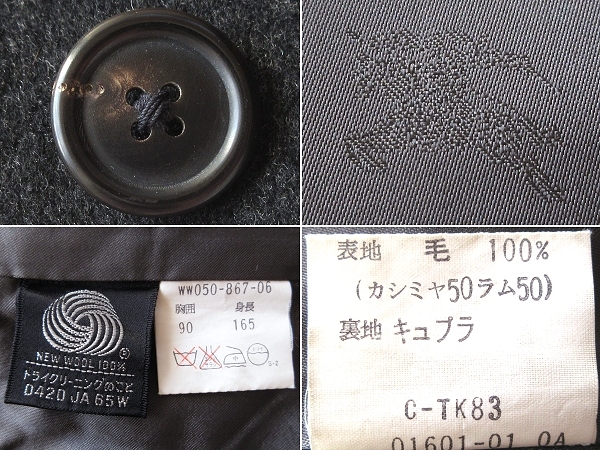 NEW WOOL 100%
®
ドライクリーニングのこと
D420 JA 65W
WW050-867-06
胸囲 身長
90 165
表地 毛 100%
(カシミヤ50ラム50)
裏地 キュプラ
C-TK83
01601-01 04